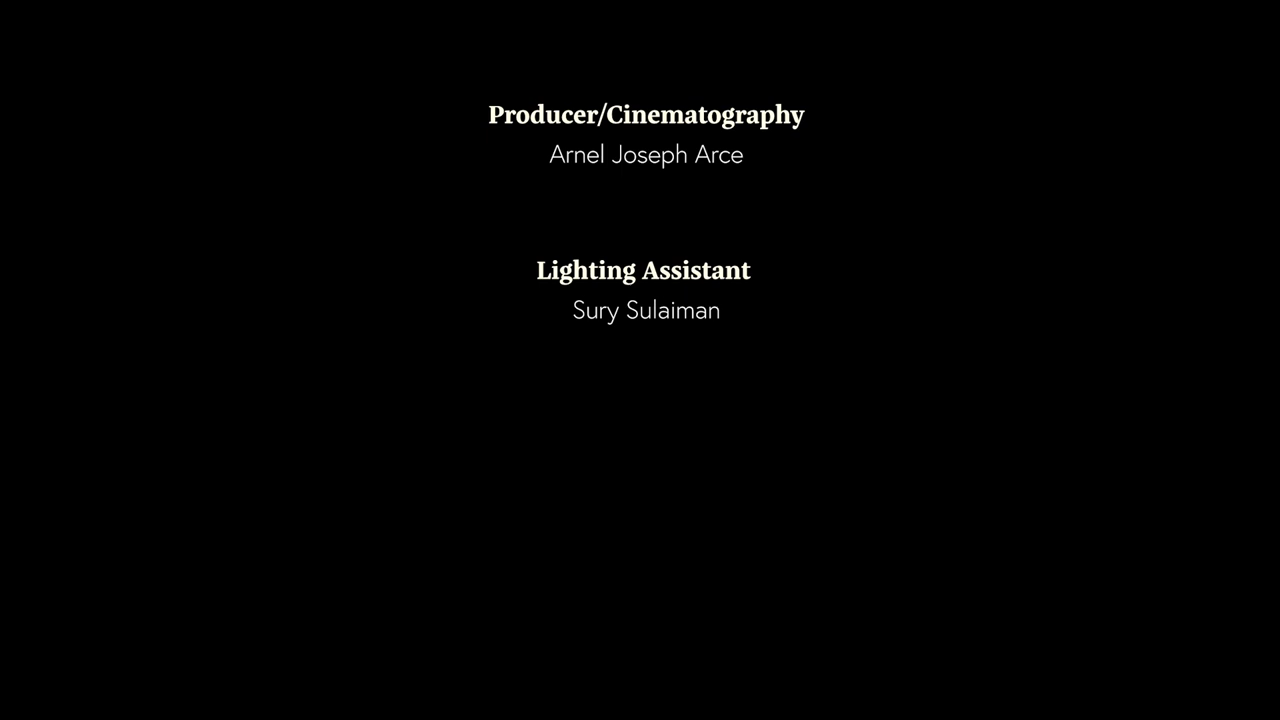 Producer/Cinematography
Arnel Joseph Arce
Lighting Assistant
Sury Sulaiman